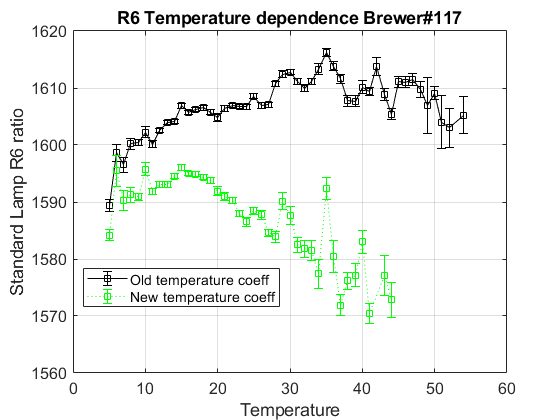 R6 Temperature dependence Brewer#117
1620
1610
1600
1590
1580
1570
1560
Standard Lamp R6 ratio
Old temperature coeff
New temperature coeff
0 10 20 30 40 50 60
Temperature